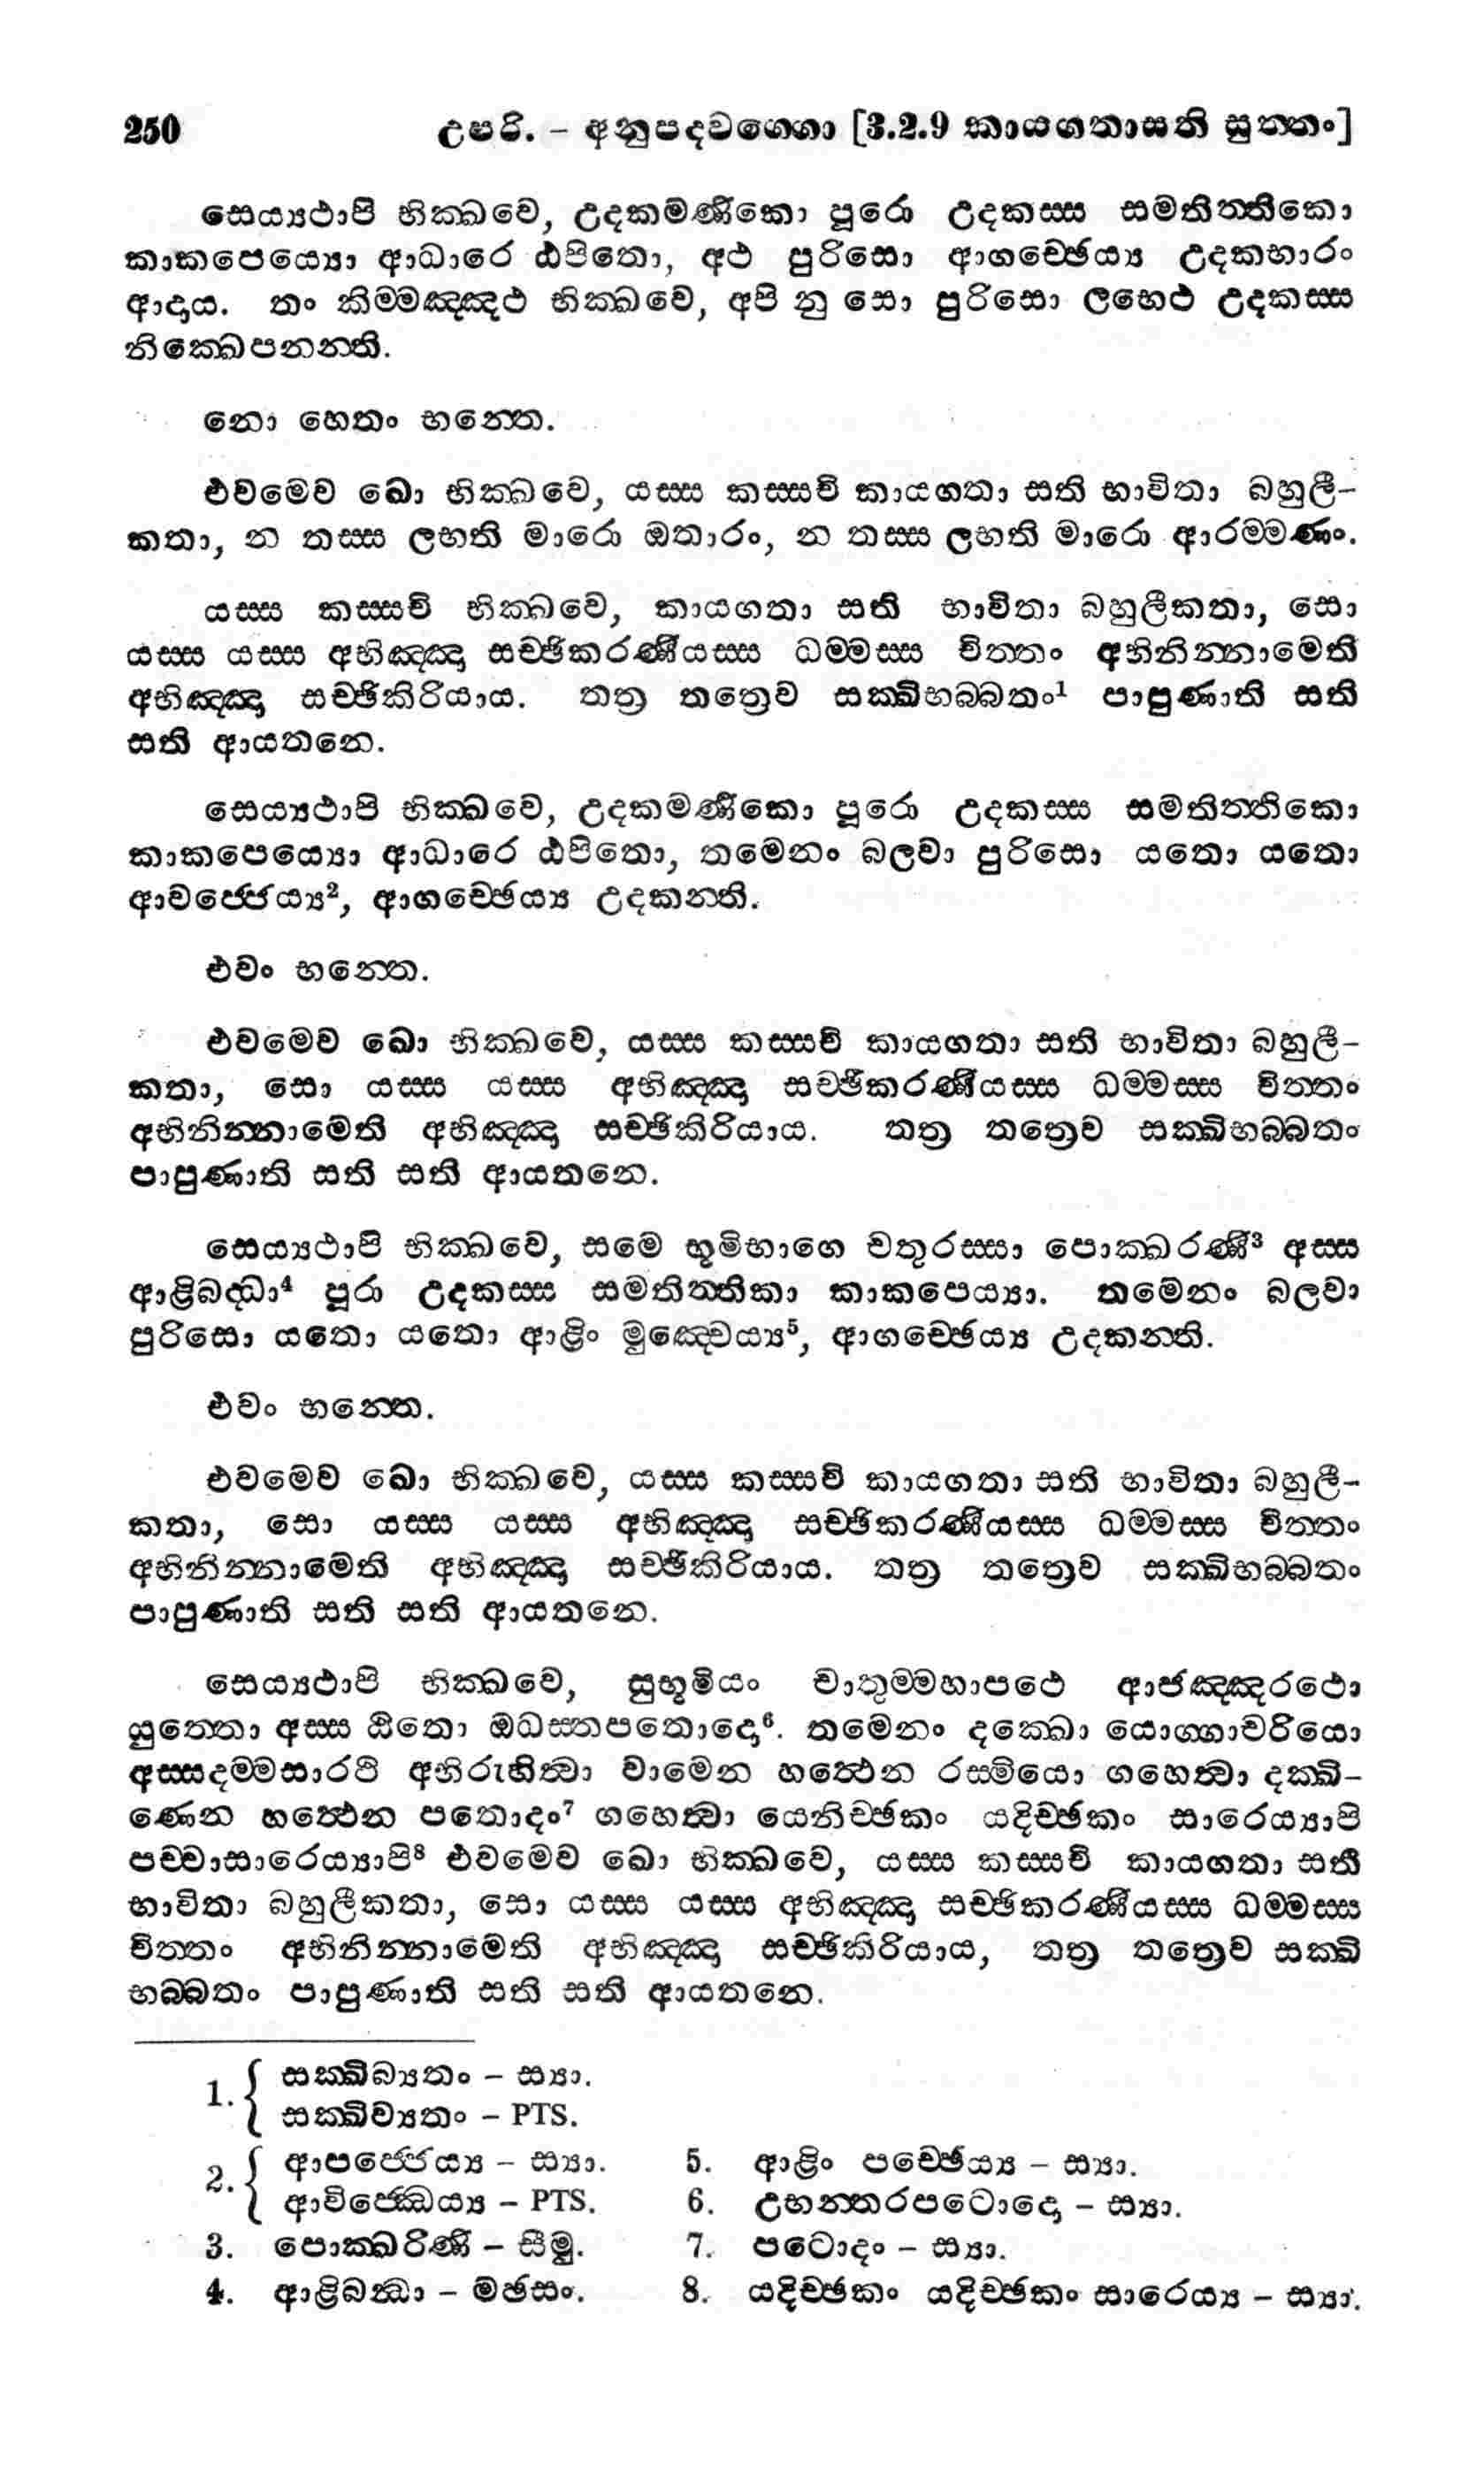 250 උපරි. – අනුපදවග්ගො [3.2.9 කායගතාසති සුත්තං]
සෙය්‍යථාපි භික්ඛවෙ, උදකමණිකො පූරො උදකස්ස සමතිත්තිකො
කාකපෙය්‍යො ආධාරෙ ඨපිතො, අථ පුරිසො ආගච්ඡෙය්‍ය උදකභාරං
ආදාය. තං කිම්මඤ්ඤථ භික්ඛවෙ, අපි නු සො පුරිසො ලභෙථ උදකස්ස
නික්ඛෙපනන්ති.
නො හෙතං භන්තෙ.
එවමෙව ඛො භික්ඛවෙ, යස්ස කස්සචි කායගතා සති භාවිතා බහුලී-
කතා, න තස්ස ලභති මාරො ඔතාරං, න තස්ස ලභති මාරො ආරම්මණං.
යස්ස කස්සචි භික්ඛවෙ, කායගතා සති භාවිතා බහුලීකතා, සො
යස්ස යස්ස අභිඤ්ඤා සච්ඡිකරණීයස්ස ධම්මස්ස චිත්තං අභිනින්නාමෙති
අභිඤ්ඤා සච්ඡිකිරියාය. තත්‍ර තත්‍රෙව සක්ඛිභබ්බතං¹ පාපුණාති සති
සති ආයතනෙ.
සෙය්‍යථාපි භික්ඛවෙ, උදකමණිකො පූරො උදකස්ස සමතිත්තිකො
කාකපෙය්‍යො ආධාරෙ ඨපිතො, තමෙනං බලවා පුරිසො යතො යතො
ආවජ්ජෙය්‍ය², ආගච්ඡෙය්‍ය උදකන්ති.
එවං භන්තෙ.
එවමෙව ඛො භික්ඛවෙ, යස්ස කස්සචි කායගතා සති භාවිතා බහුලී-
කතා, සො යස්ස යස්ස අභිඤ්ඤා සච්ඡිකරණීයස්ස ධම්මස්ස චිත්තං
අභිනින්නාමෙති අභිඤ්ඤා සච්ඡිකිරියාය. තත්‍ර තත්‍රෙව සක්ඛිභබ්බතං
පාපුණාති සති සති ආයතනෙ.
සෙය්‍යථාපි භික්ඛවෙ, සමෙ භූමිභාගෙ චතුරස්සා පොක්ඛරණී³ අස්ස
ආළිබද්ධා⁴ පූරා උදකස්ස සමතිත්තිකා කාකපෙය්‍යා. තමෙනං බලවා
පුරිසො යතො යතො ආළිං මුඤ්චෙය්‍ය⁵, ආගච්ඡෙය්‍ය උදකන්ති.
එවං භන්තෙ.
එවමෙව ඛො භික්ඛවෙ, යස්ස කස්සචි කායගතා සති භාවිතා බහුලී-
කතා, සො යස්ස යස්ස අභිඤ්ඤා සච්ඡිකරණීයස්ස ධම්මස්ස චිත්තං
අභිනින්නාමෙති අභිඤ්ඤා සච්ඡිකිරියාය. තත්‍ර තත්‍රෙව සක්ඛිභබ්බතං
පාපුණාති සති සති ආයතනෙ.
සෙය්‍යථාපි භික්ඛවෙ, සුභූමියං චාතුම්මහාපථෙ ආජඤ්ඤරථො
යුත්තො අස්ස ඨිතො ඔධස්තපතොදො⁶. තමෙනං දක්ඛො යොග්ගාචරියො
අස්සදම්මසාරථි අභිරුහිත්‍වා වාමෙන හත්‍ථෙන රස්මියො ගහෙත්‍වා දක්ඛි-
ණෙන හත්‍ථෙන පතොදං⁷ ගහෙත්‍වා යෙනිච්ඡකං යදිච්ඡකං සාරෙය්‍යාපි
පච්චාසාරෙය්‍යාපි⁸ එවමෙව ඛො භික්ඛවෙ, යස්ස කස්සචි කායගතා සති
භාවිතා බහුලීකතා, සො යස්ස යස්ස අභිඤ්ඤා සච්ඡිකරණීයස්ස ධම්මස්ස
චිත්තං අභිනින්නාමෙති අභිඤ්ඤා සච්ඡිකිරියාය, තත්‍ර තත්‍රෙව සක්ඛි
භබ්බතං පාපුණාති සති සති ආයතනෙ.
1. { සක්ඛිබ්‍යතං – ස්‍යා.
සක්ඛිව්‍යතං – PTS.
2. { ආපජ්ජෙය්‍ය – ස්‍යා.
ආවිජ්ඣෙය්‍ය – PTS.
3. පොක්ඛරිණී – සීමු.
4. ආළිබන්‍ධා – මඡසං.
5. ආළිං පච්ඡෙය්‍ය – ස්‍යා.
6. උභන්තරපටොදො – ස්‍යා.
7. පටොදං – ස්‍යා.
8. යදිච්ඡකං යදිච්ඡකං සාරෙය්‍ය – ස්‍යා.